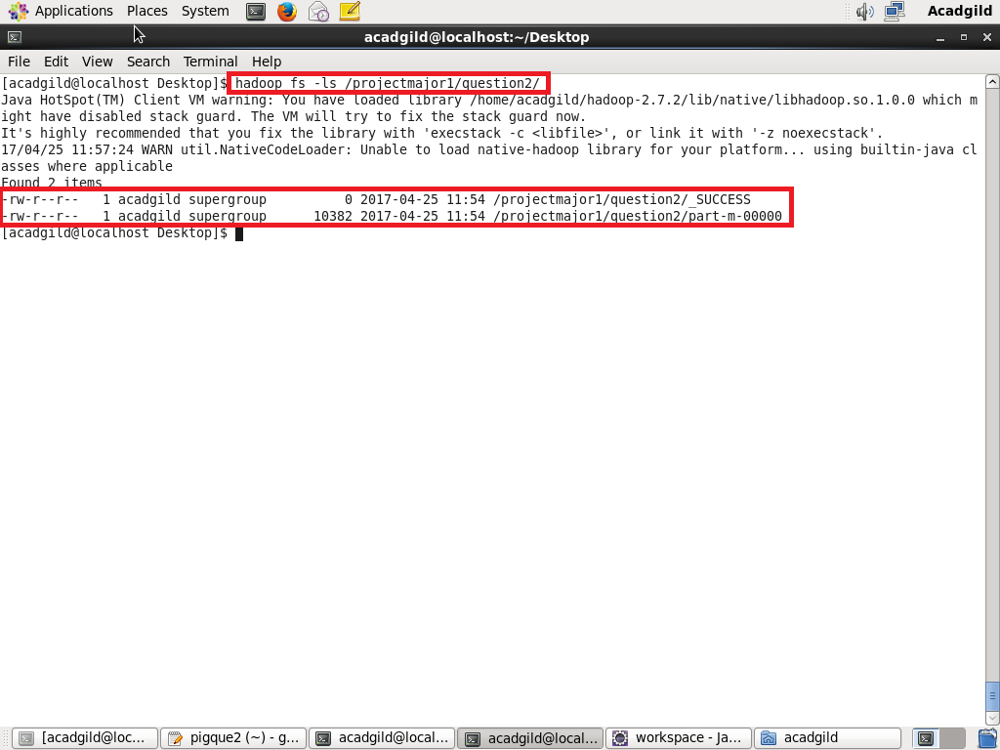 Applications Places System Acadgild
acadgild@localhost:~/Desktop
File Edit View Search Terminal Help
[acadgild@localhost Desktop]$ hadoop fs -ls /projectmajor1/question2/
Java HotSpot(TM) Client VM warning: You have loaded library /home/acadgild/hadoop-2.7.2/lib/native/libhadoop.so.1.0.0 which m
ight have disabled stack guard. The VM will try to fix the stack guard now.
It's highly recommended that you fix the library with 'execstack -c <libfile>', or link it with '-z noexecstack'.
17/04/25 11:57:24 WARN util.NativeCodeLoader: Unable to load native-hadoop library for your platform... using builtin-java cl
asses where applicable
Found 2 items
-rw-r--r-- 1 acadgild supergroup 0 2017-04-25 11:54 /projectmajor1/question2/_SUCCESS
-rw-r--r-- 1 acadgild supergroup 10382 2017-04-25 11:54 /projectmajor1/question2/part-m-00000
[acadgild@localhost Desktop]$
[acadgild@loc... pigque2 (~) - g... acadgild@local... acadgild@local... workspace - Ja... acadgild